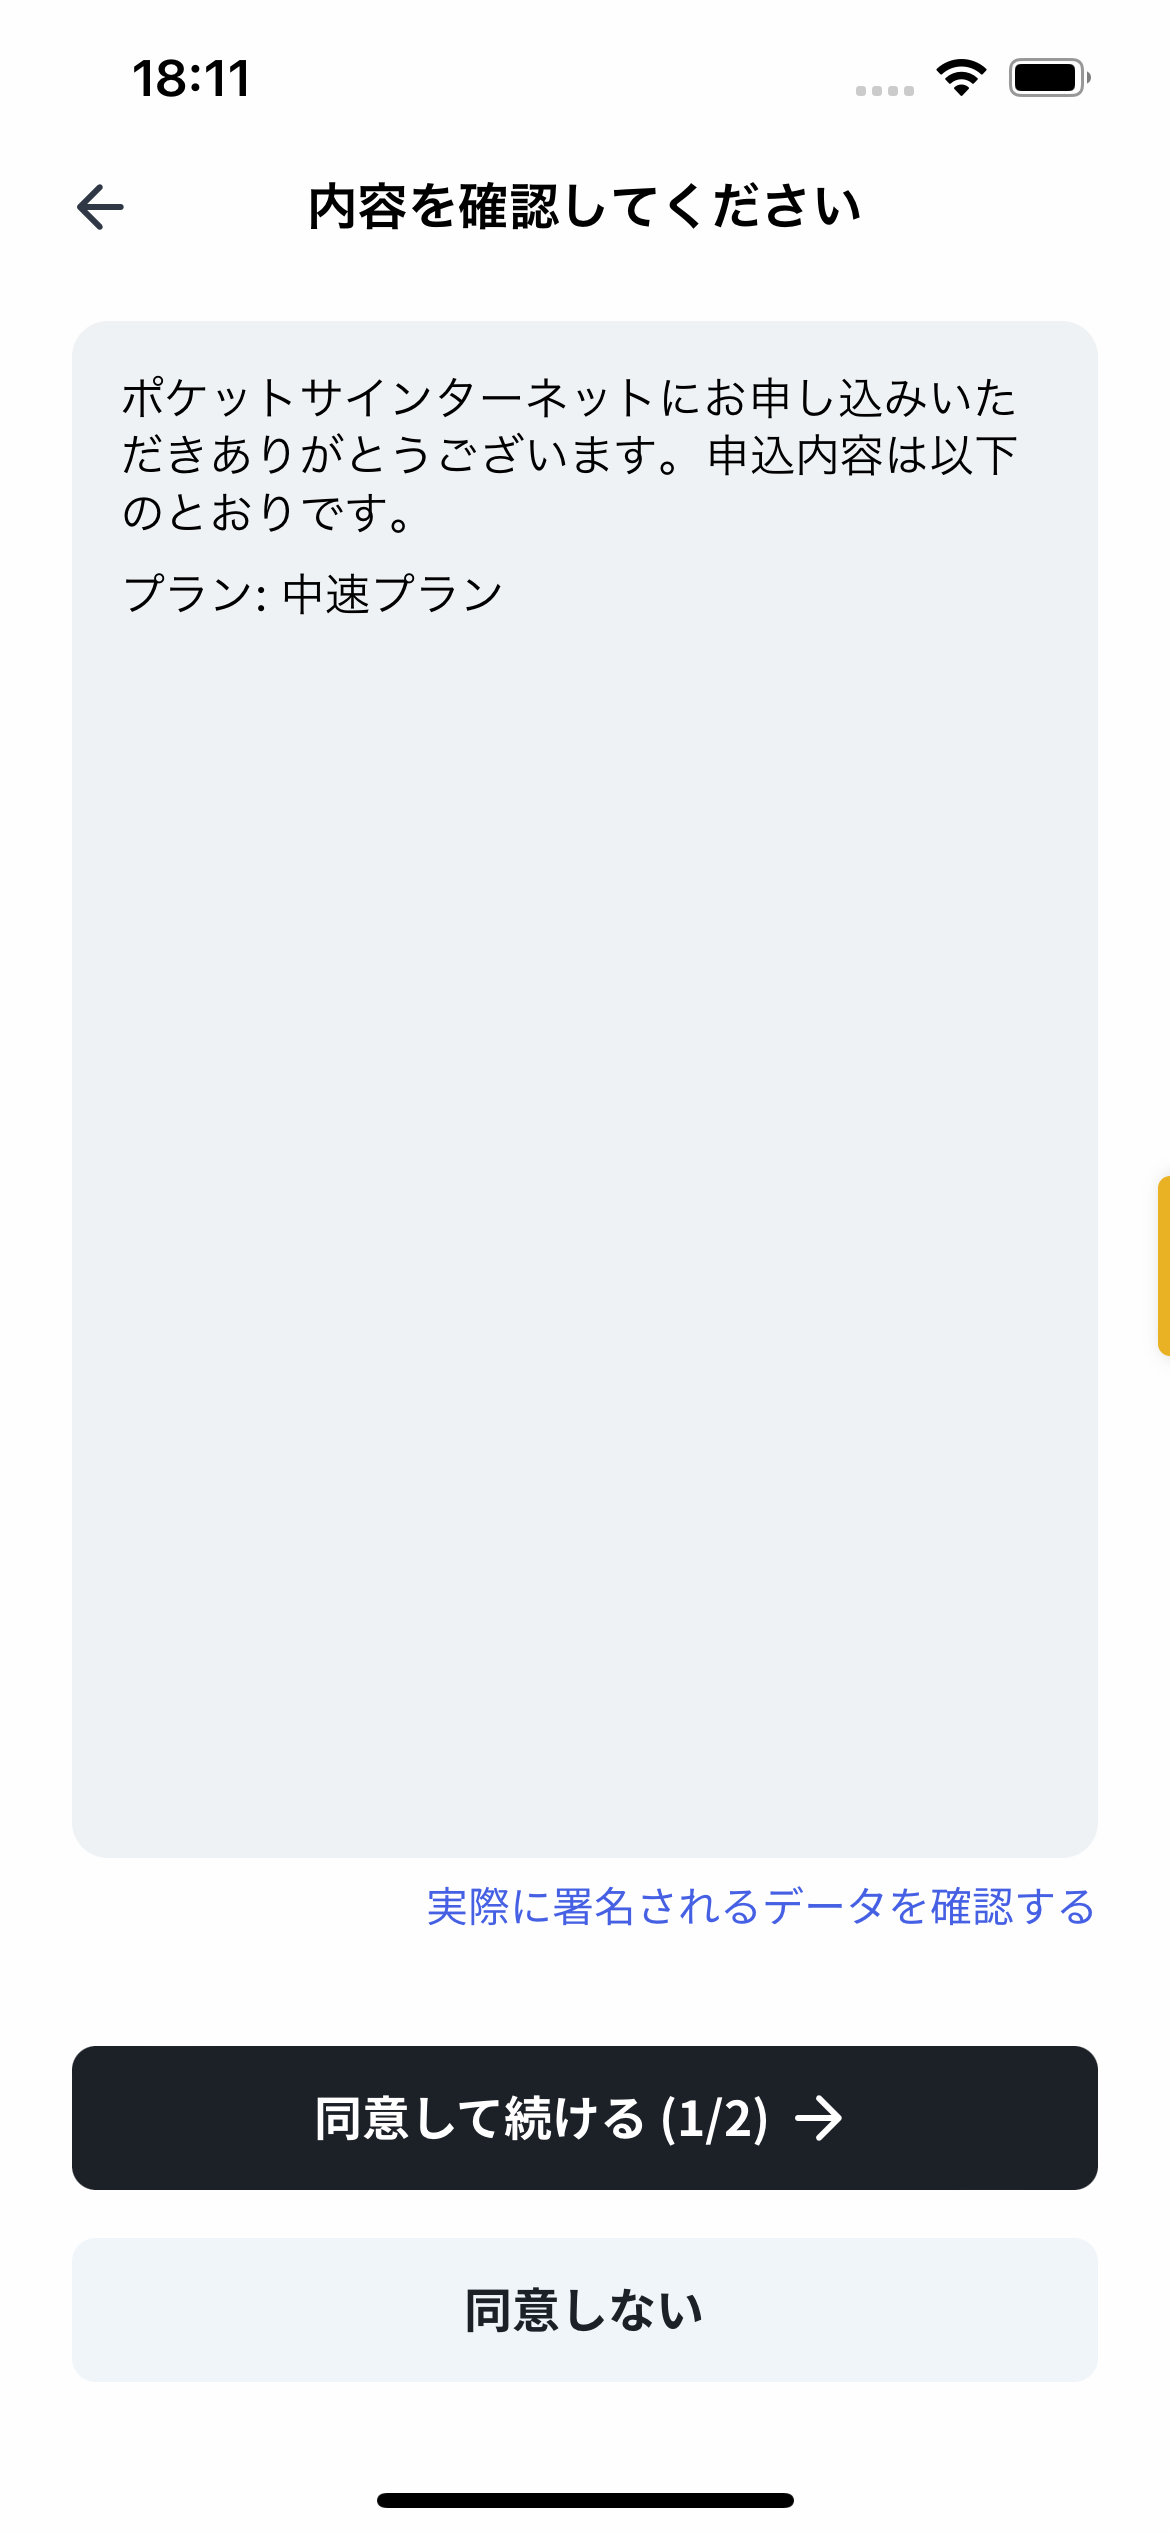 18:11
内容を確認してください
ポケットサインターネットにお申し込みいた
だきありがとうございます。申込内容は以下
のとおりです。
プラン: 中速プラン
実際に署名されるデータを確認する
同意して続ける (1/2)
同意しない